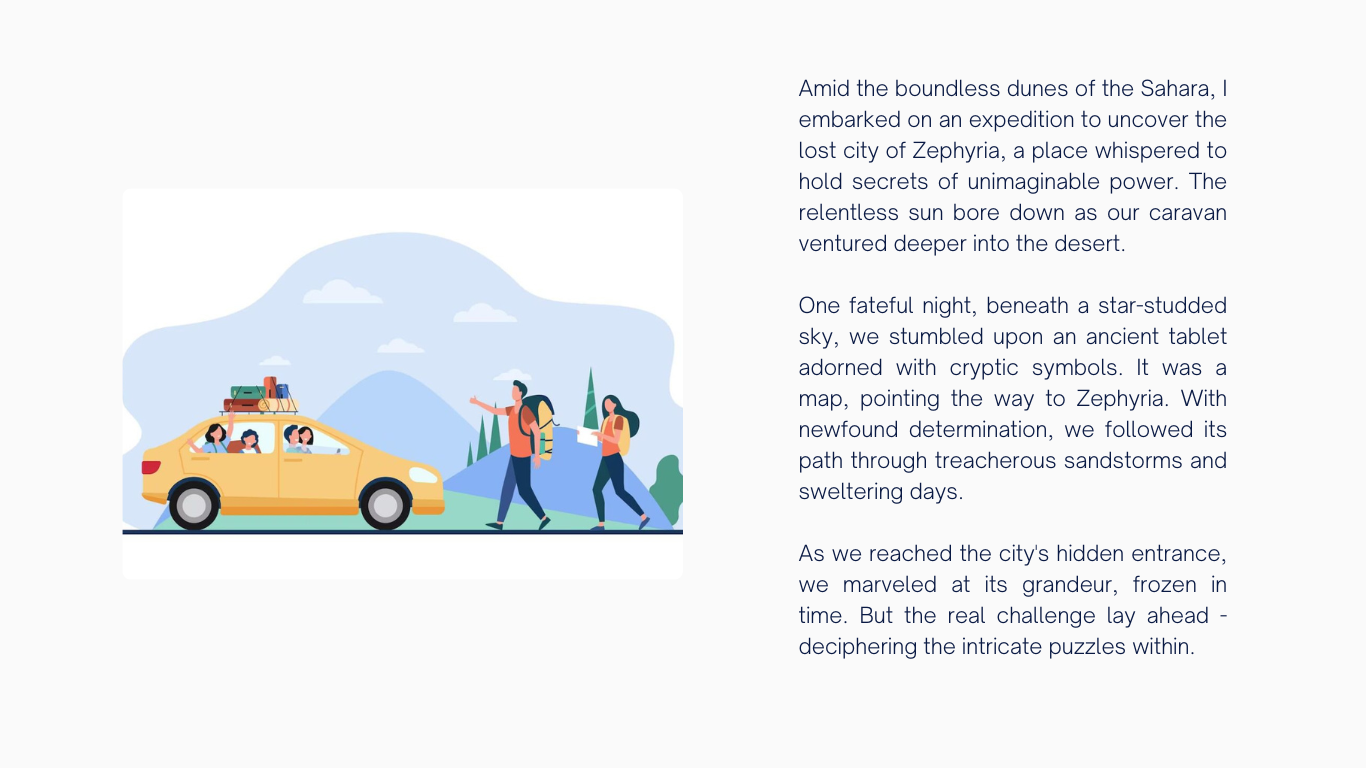 Amid the boundless dunes of the Sahara, I
embarked on an expedition to uncover the
lost city of Zephyria, a place whispered to
hold secrets of unimaginable power. The
relentless sun bore down as our caravan
ventured deeper into the desert.
One fateful night, beneath a star-studded
sky, we stumbled upon an ancient tablet
adorned with cryptic symbols. It was a
map, pointing the way to Zephyria. With
newfound determination, we followed its
path through treacherous sandstorms and
sweltering days.
As we reached the city's hidden entrance,
we marveled at its grandeur, frozen in
time. But the real challenge lay ahead -
deciphering the intricate puzzles within.